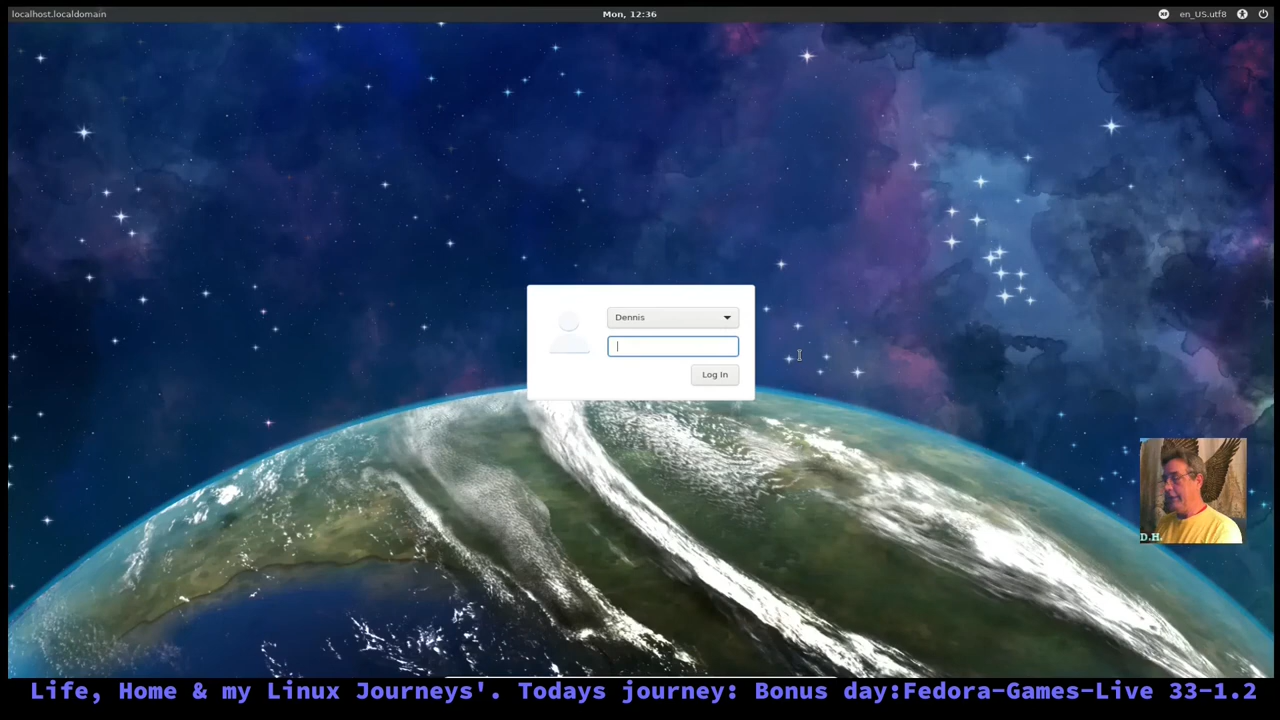 localhost.localdomain
Mon, 12:36
en_US.utf8
Dennis
Log In
D.H.
Life, Home & my Linux Journeys'. Todays journey: Bonus day:Fedora-Games-Live 33-1.2